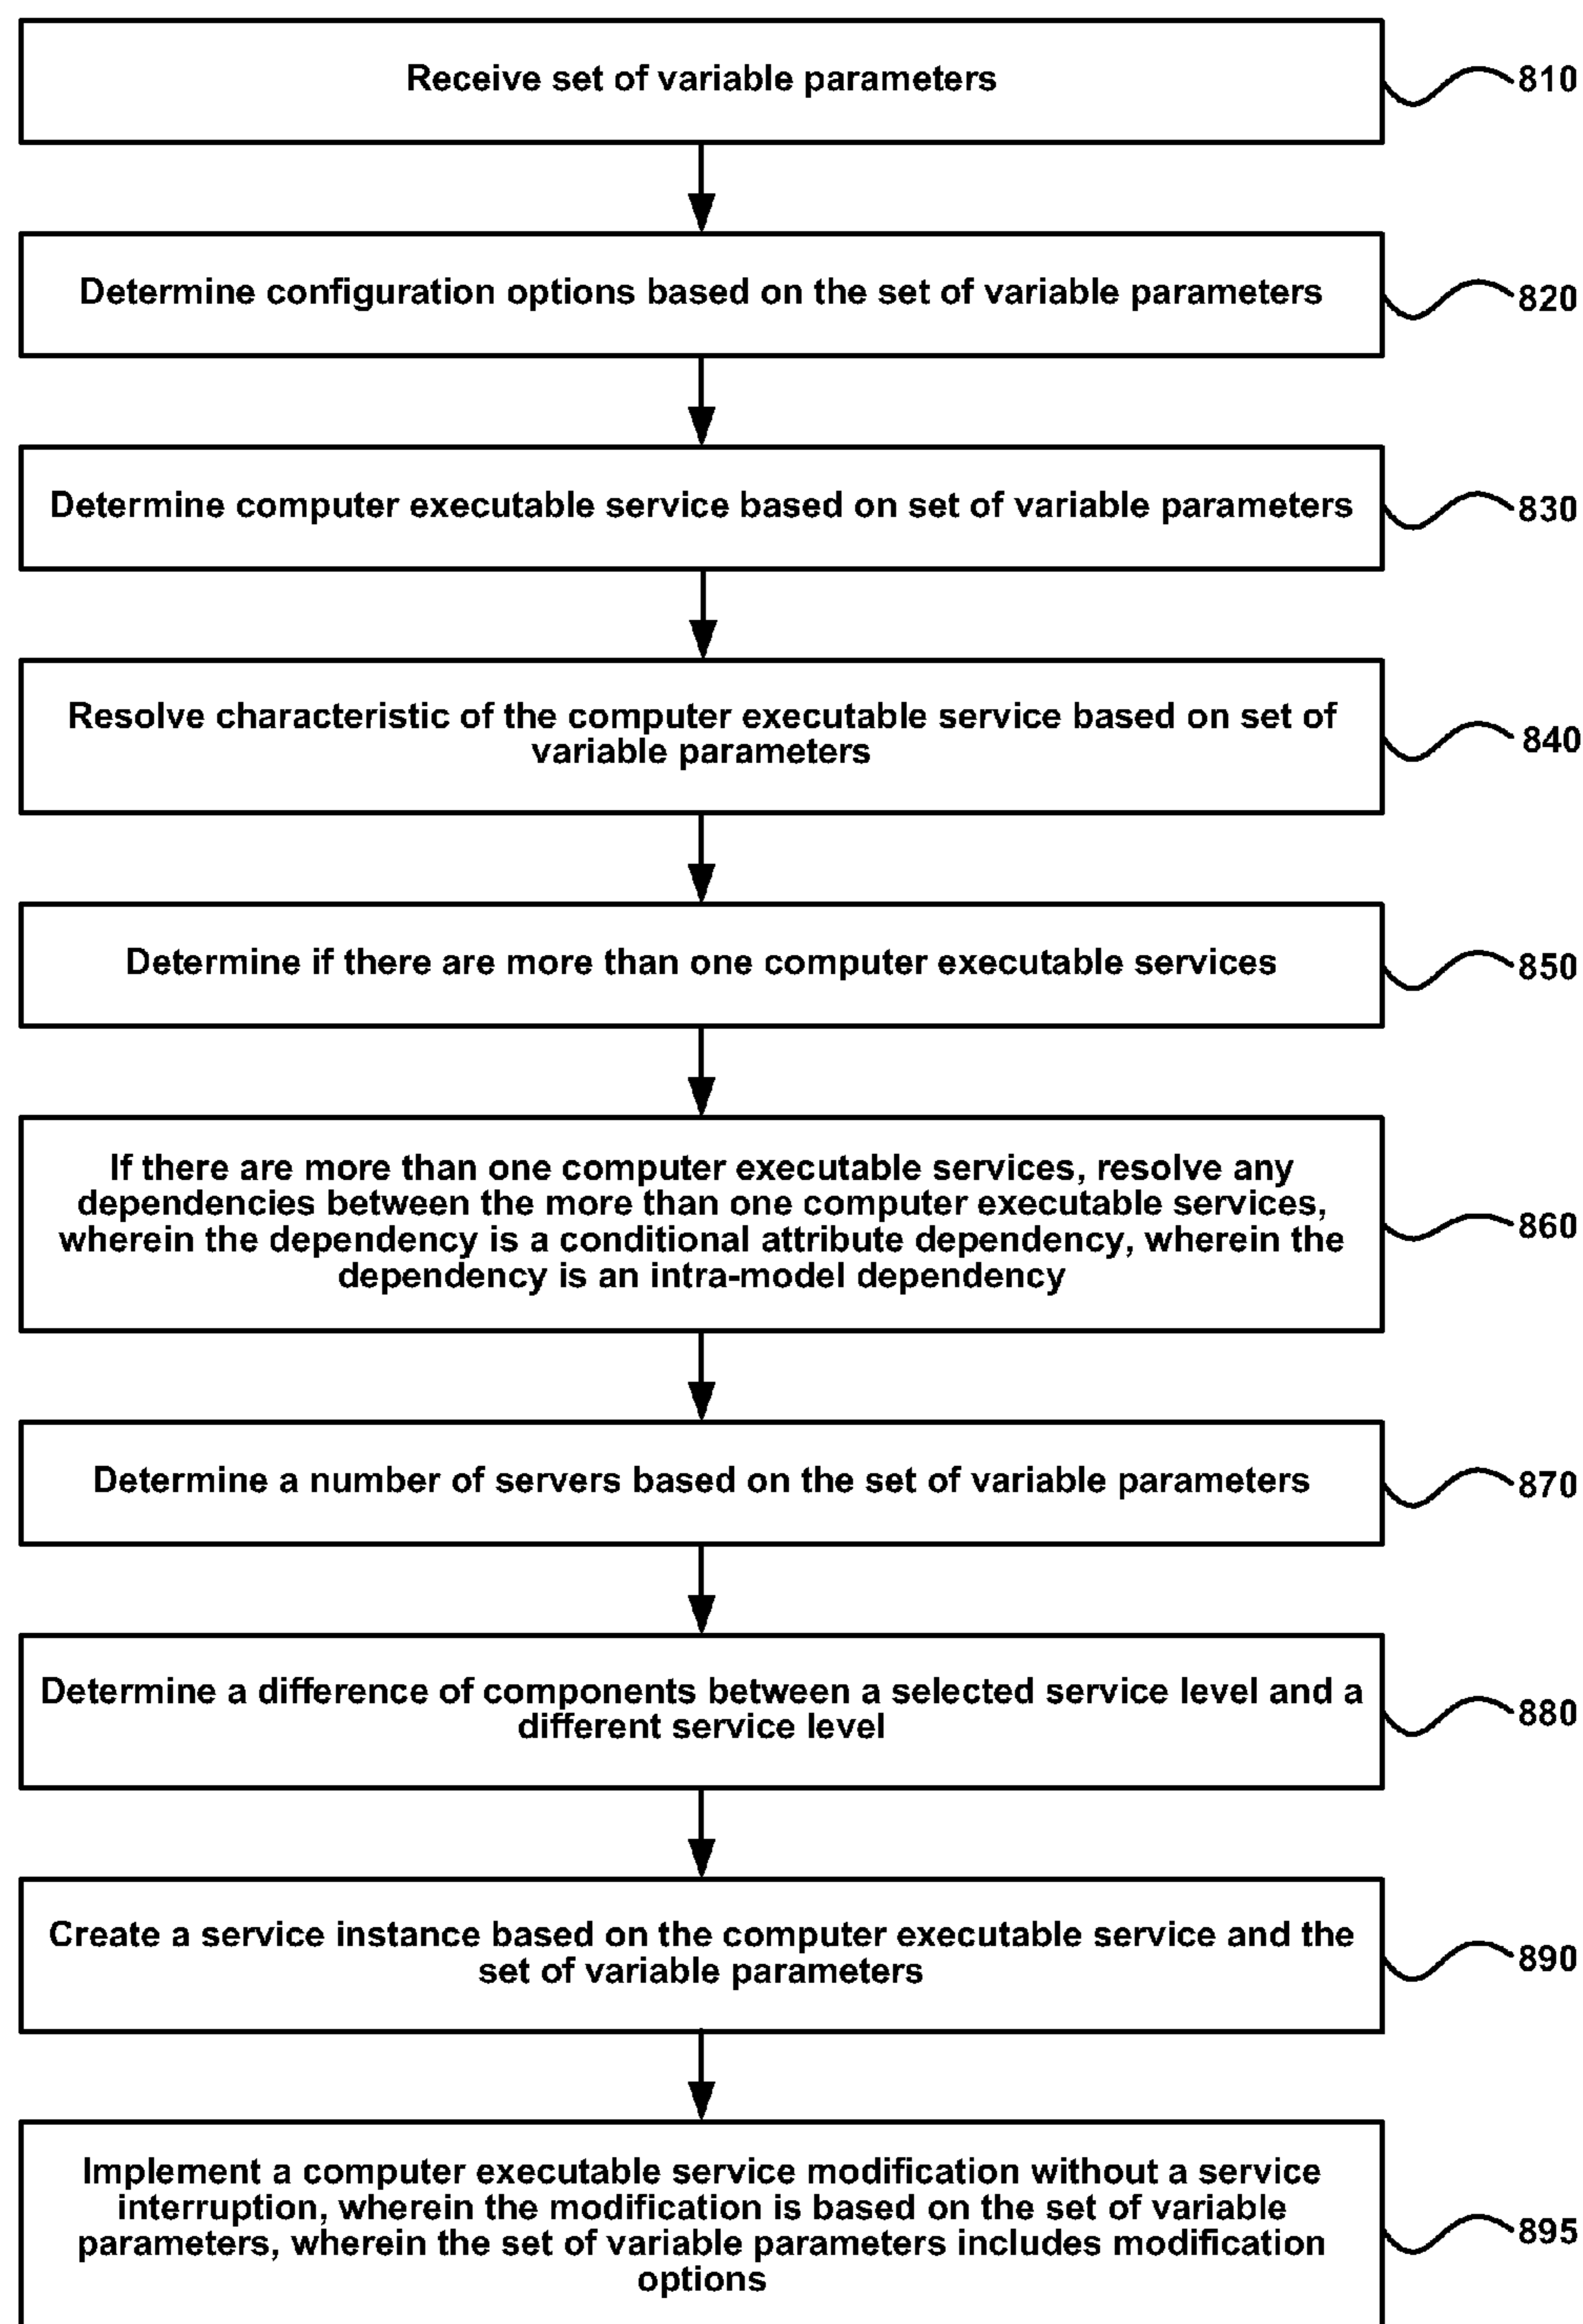 Receive set of variable parameters
810
Determine configuration options based on the set of variable parameters
820
Determine computer executable service based on set of variable parameters
830
Resolve characteristic of the computer executable service based on set of
variable parameters
840
Determine if there are more than one computer executable services
850
If there are more than one computer executable services, resolve any
dependencies between the more than one computer executable services,
wherein the dependency is a conditional attribute dependency, wherein the
dependency is an intra-model dependency
860
Determine a number of servers based on the set of variable parameters
870
Determine a difference of components between a selected service level and a
different service level
880
Create a service instance based on the computer executable service and the
set of variable parameters
890
Implement a computer executable service modification without a service
interruption, wherein the modification is based on the set of variable
parameters, wherein the set of variable parameters includes modification
options
895